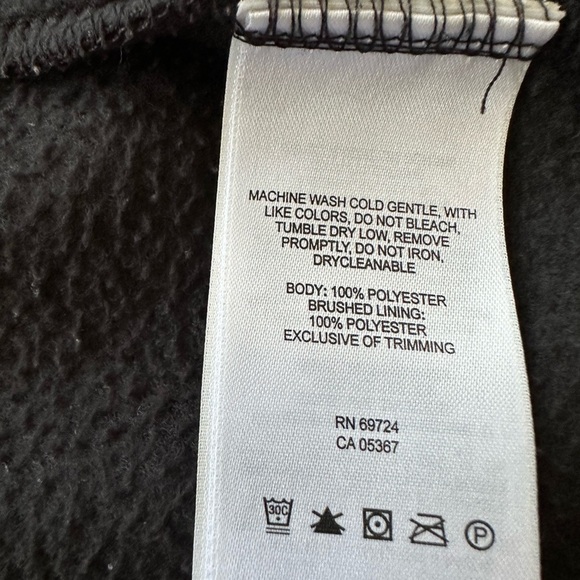 MACHINE WASH COLD GENTLE, WITH
LIKE COLORS, DO NOT BLEACH,
TUMBLE DRY LOW, REMOVE
PROMPTLY, DO NOT IRON.
DRYCLEANABLE
BODY: 100% POLYESTER
BRUSHED LINING:
100% POLYESTER
EXCLUSIVE OF TRIMMING
RN 69724
CA 05367
30C P